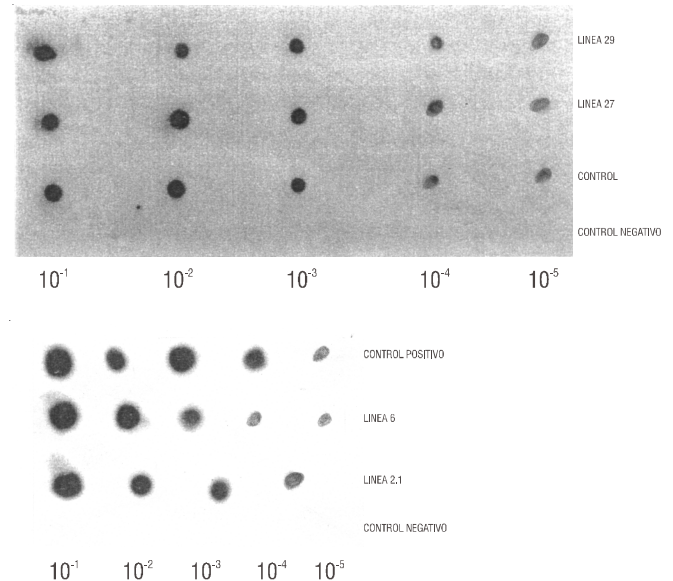 LINEA 29
LINEA 27
CONTROL
CONTROL NEGATIVO
10-1 10-2 10-3 10-4 10-5
CONTROL POSITIVO
LINEA 6
LINEA 2.1
CONTROL NEGATIVO
10-1 10-2 10-3 10-4 10-5